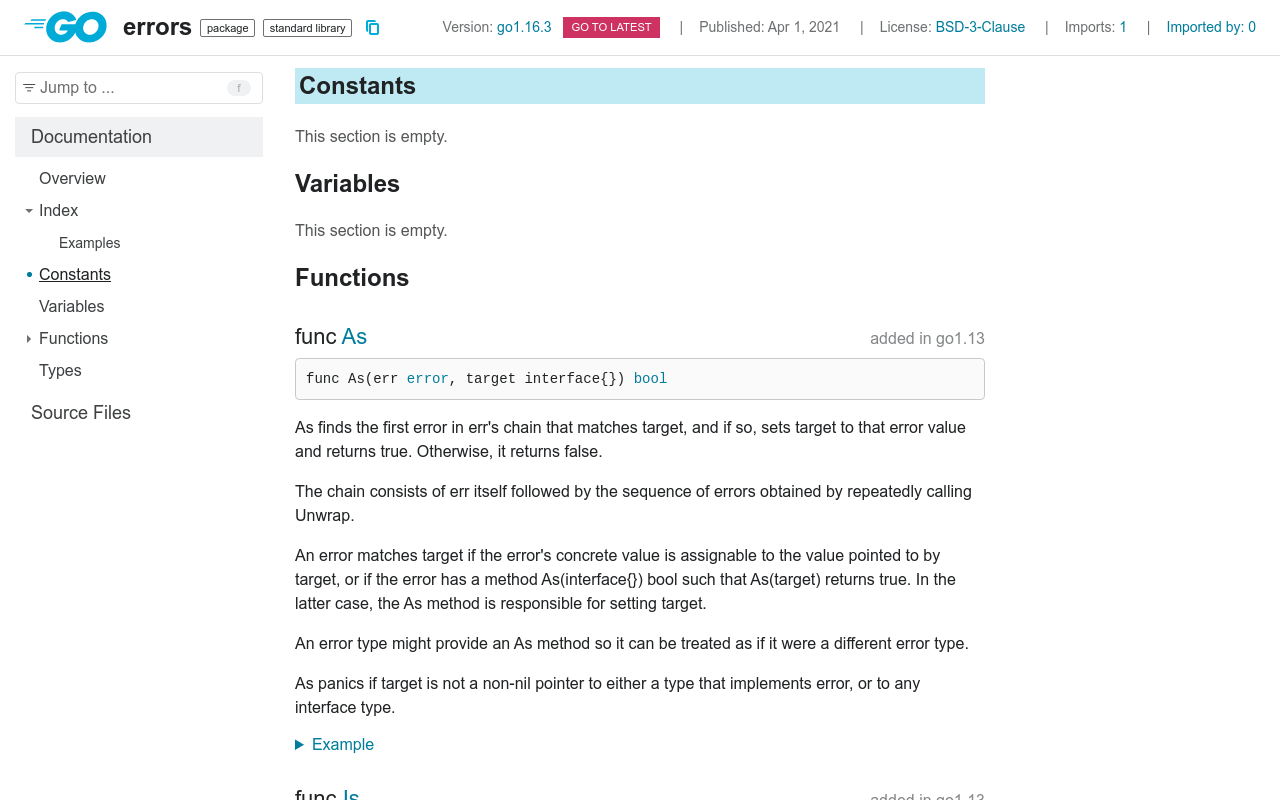 GO errors package standard library Version: go1.16.3 GO TO LATEST | Published: Apr 1, 2021 | License: BSD-3-Clause | Imports: 1 | Imported by: 0
Jump to ... f
Documentation
Overview
Index
Examples
Constants
Variables
Functions
Types
Source Files
Constants
This section is empty.
Variables
This section is empty.
Functions
func As added in go1.13
func As(err error, target interface{}) bool
As finds the first error in err's chain that matches target, and if so, sets target to that error value
and returns true. Otherwise, it returns false.
The chain consists of err itself followed by the sequence of errors obtained by repeatedly calling
Unwrap.
An error matches target if the error's concrete value is assignable to the value pointed to by
target, or if the error has a method As(interface{}) bool such that As(target) returns true. In the
latter case, the As method is responsible for setting target.
An error type might provide an As method so it can be treated as if it were a different error type.
As panics if target is not a non-nil pointer to either a type that implements error, or to any
interface type.
Example
func Is added in go1.13